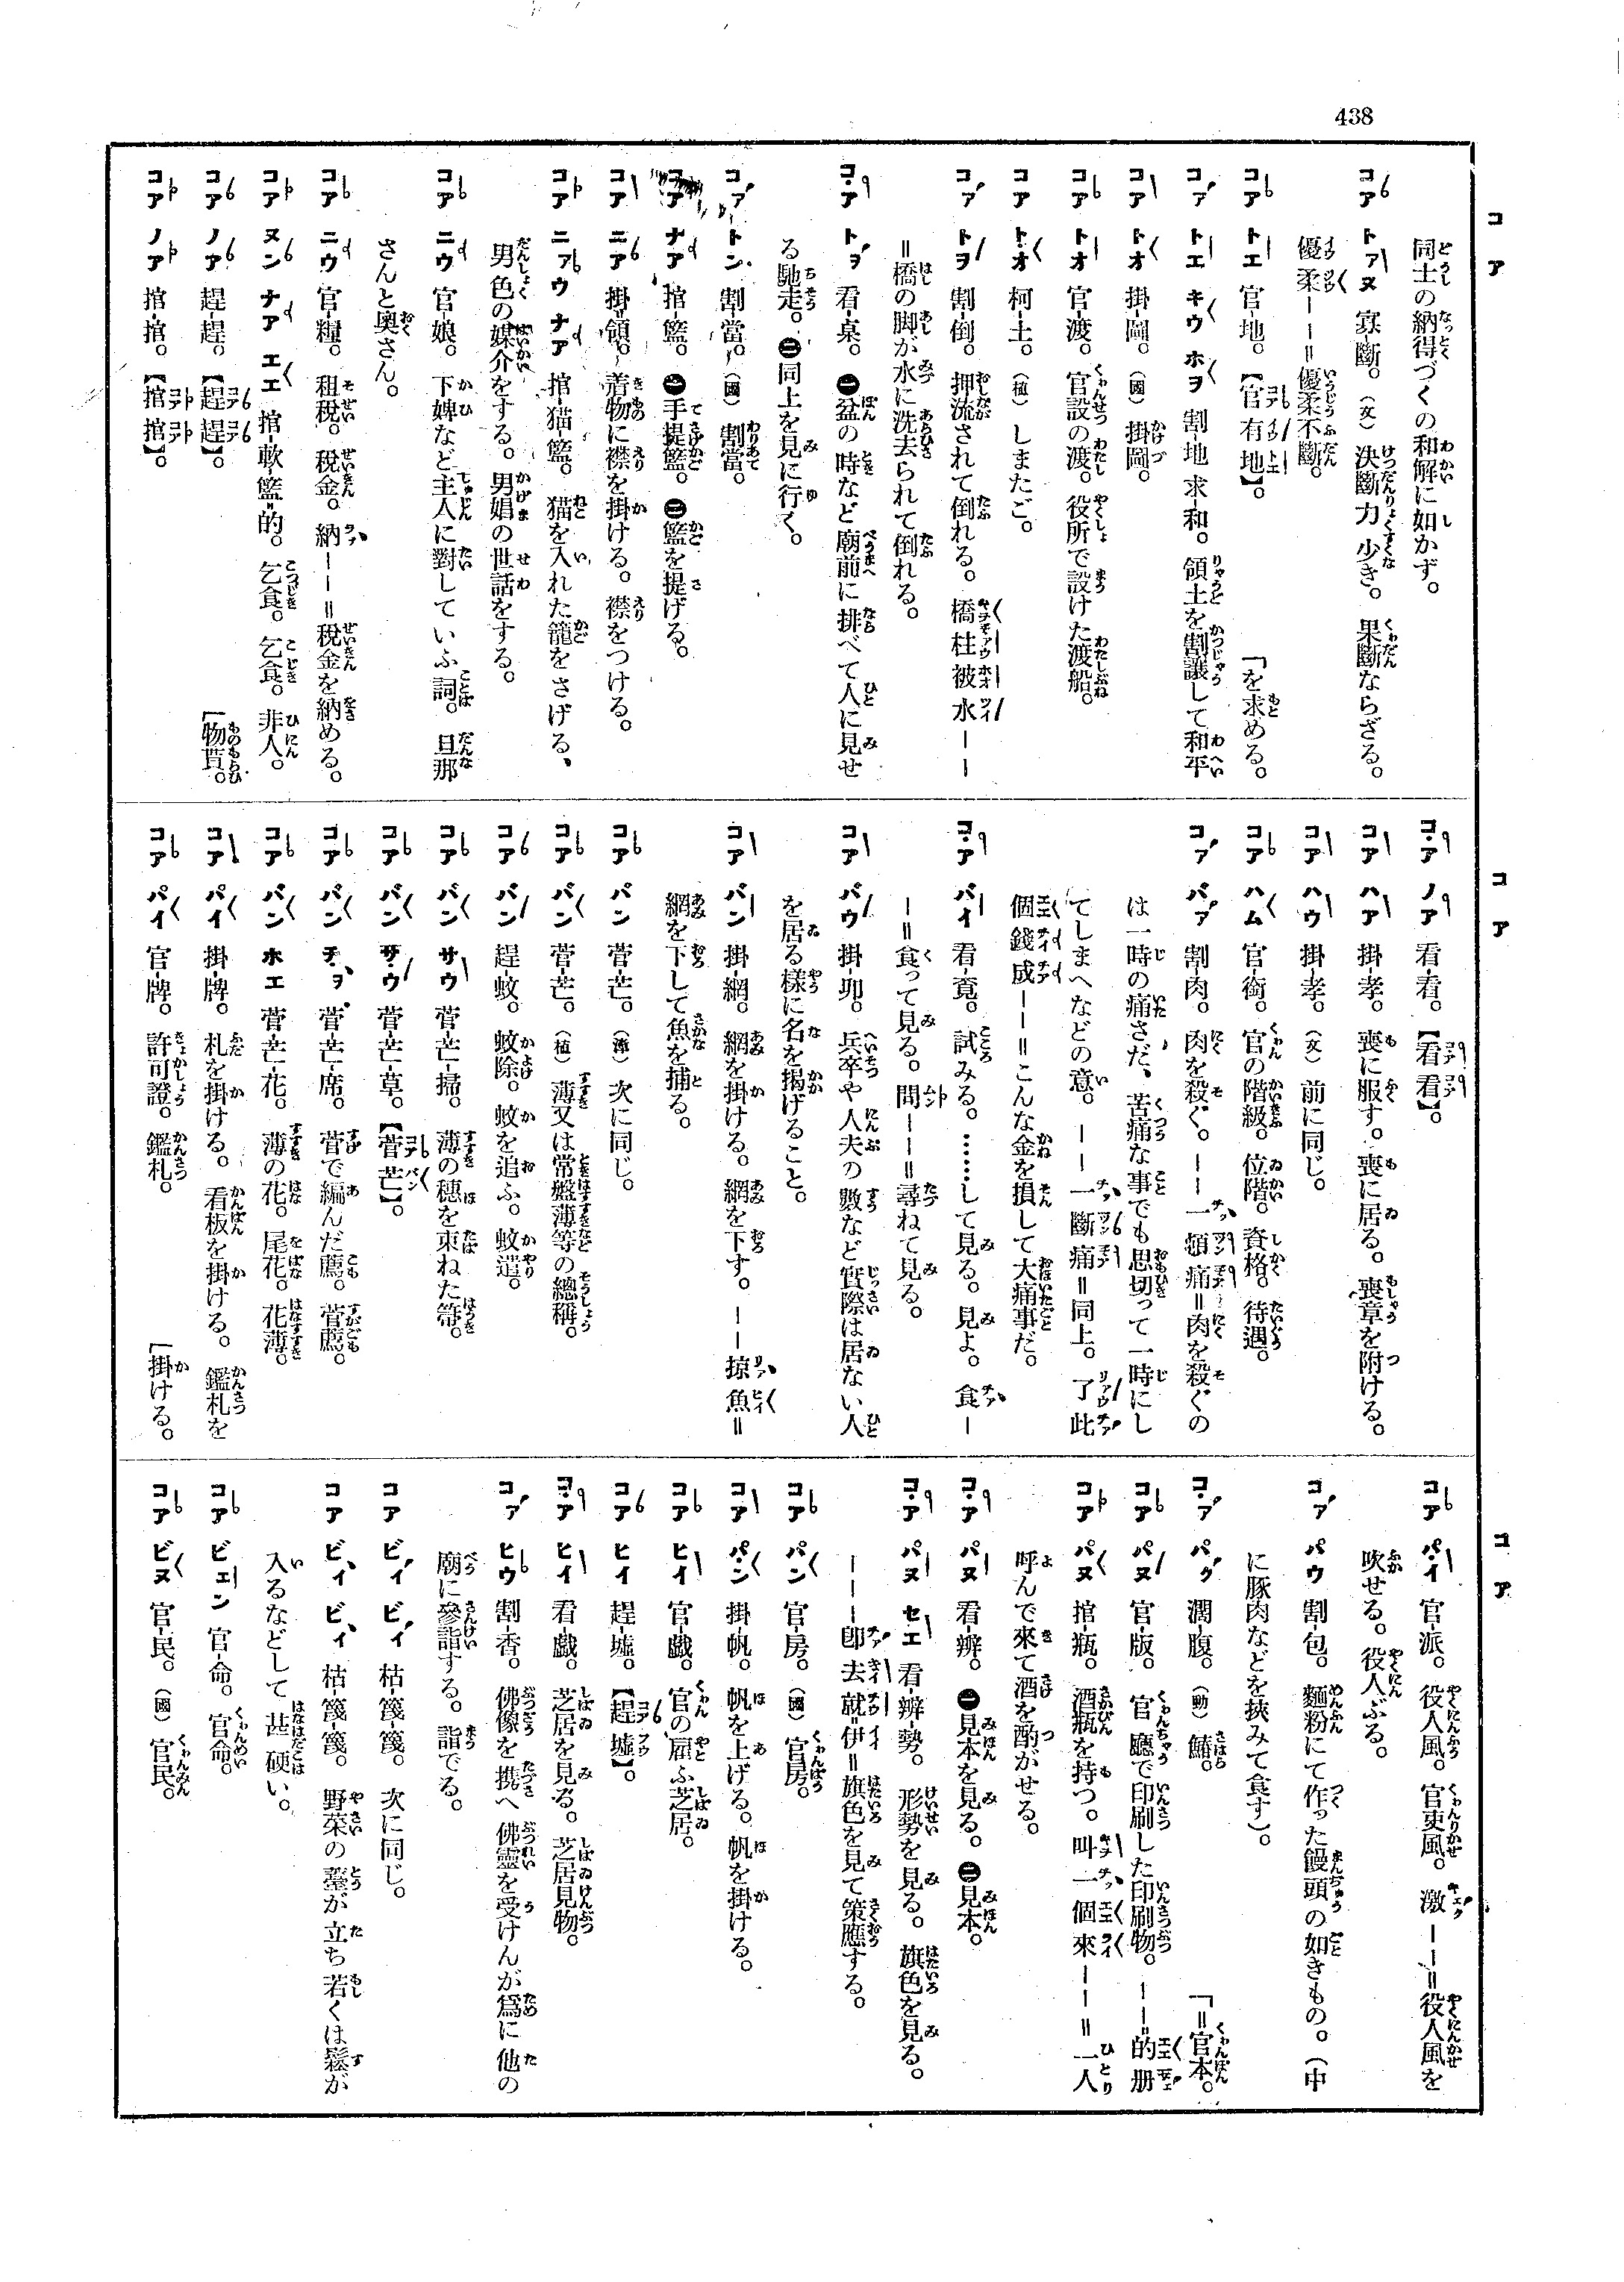 438
コア
同士の納得づくの和解に如かず。
コア トァヌ 寡-斷。(文)決斷力少き。果斷ならざる。
優柔ーー=優柔不斷。
コア トエ 官-地。【官有地】。
コァ トエ キウ ホヲ 割-地求-和。領土を割讓して和平「を求める。
コア トオ 掛-圖。(國)掛圖。
コア トオ 官-渡。官設の渡。役所で設けた渡船。
コア トオ 柯-土。(植)しまたご。
コァ トヲ 割-倒。押流されて倒れる。橋柱被水ーー
=橋の脚が水に洗去られて倒れる。
コア トヲ 看-桌。㊀盆の時など廟前に排べて人に見せ
る馳走。㊁同上を見に行く。
コァ トン 割-當。(國)割當。
コア ナア 捾-籃。㊀手提籃。㊁籃を提げる。
コア ニア 掛-領。着物に襟を掛ける。襟をつける。
コア ニァウ ナア 捾-猫-籃。猫を入れた籠をさげる、
男色の媒介をする。男娼の世話をする。
コア ニウ 官-娘。下婢など主人に對していふ詞。旦那
さんと奧さん。
コア ニウ 官-糧。租稅。稅金。納ーー=稅金を納める。
コア ヌン ナア エエ 捾-軟-籃=的。乞食。乞食。非人。
コア ノア 趕-趕。【趕趕】。「物貰。
コア ノア 捾-捾。【捾捾】。
コア
コア ノア 看-看。【看看】。
コア ハア 掛-孝。喪に服す。喪に居る。喪章を附ける。
コア ハウ 掛-孝。(文)前に同じ。
コア ハム 官-銜。官の階級。位階。資格。待遇。
コァ バァ 割-肉。肉を殺ぐ。ーー一頓痛=肉を殺ぐの
は一時の痛さだ、苦痛な事でも思切って一時にし
てしまへなどの意。ーー一斷痛=同上。了此
個錢成ーー=こんな金を損して大痛事だ。
コア バイ 看-覔。試みる。……して見る。見よ。食ー
ー=食って見る。問ーー=尋ねて見る。
コア バウ 掛-卯。兵卒や人夫の數など實際は居ない人
を居る樣に名を揭げること。
コア バン 掛-網。網を掛ける。網を下す。ーー掠魚=
網を下して魚を捕る。
コア バン 菅-芒。(漳)次に同じ。
コア バン 菅-芒。(植)薄又は常盤薄等の總稱。
コア バン 趕-蚊。蚊除。蚊を追ふ。蚊遣。
コア バン サウ 菅-芒-掃。薄の穗を束ねた箒。
コア バン サウ 菅-芒-草。【菅芒】。
コア バン チヲ 菅-芒-席。菅で編んだ薦。菅薦。
コア バン ホエ 菅-芒-花。薄の花。尾花。花薄。
コア パイ 掛-牌。札を掛ける。看板を掛ける。鑑札を「掛ける。
コア パイ 官-牌。許可證。鑑札。
コア
コア パイ 官-派。役人風。官吏風。激ーー=役人風を
吹せる。役人ぶる。
コァ パウ 割-包。麵粉にて作った饅頭の如きもの。(中
に豚肉などを挾みて食す)。
コァ パク 濶-腹。(動)鰆。
コア パヌ 官-版。官廳で印刷した印刷物。ーー=的册「=官本。
コア パヌ 捾-瓶。酒瓶を持つ。叫一個來ーー=一人
呼んで來て酒を酌がせる。
コア パヌ 看-辦。㊀見本を見る。㊁見本。
コア パヌ セエ 看-辦-勢。形勢を見る。旗色を見る。
ーーー卽去就=伊=旗色を見て策應する。
コア パン 官-房。(國)官房。
コア パン 掛-帆。帆を上げる。帆を掛ける。
コア ヒイ 官-戲。官の雇ふ芝居。
コア ヒイ 趕-墟。【趕墟】。
コア ヒイ 看-戲。芝居を見る。芝居見物。
コァ ヒウ 割-香。佛像を携へ佛靈を受けんが爲に他の
廟に參詣する。詣でる。
コア ビィ ビィ 枯-篾-篾。次に同じ。
コア ビィ ビィ 枯-篾-篾。野菜の薹が立ち若くは鬆が
入るなどして甚硬い。
コア ビエン 官-命。官命。
コア ビヌ 官-民。(國)官民。